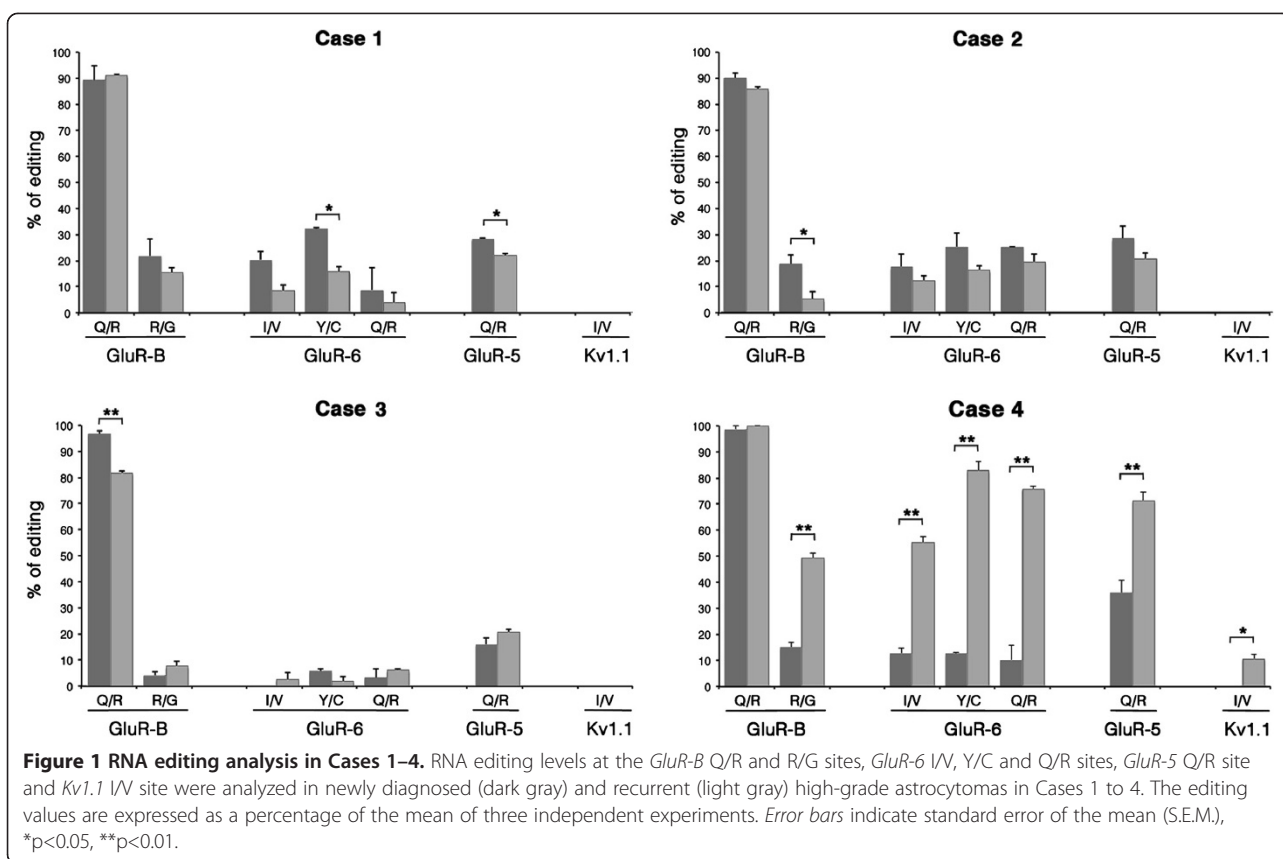 Case 1
Case 2
% of editing
100
90
80
70
60
50
40
30
20
10
0
*
*
Q/R R/G I/V Y/C Q/R Q/R I/V
GluR-B GluR-6 GluR-5 Kv1.1
% of editing
100
90
80
70
60
50
40
30
20
10
0
*
Q/R R/G I/V Y/C Q/R Q/R I/V
GluR-B GluR-6 GluR-5 Kv1.1
Case 3
Case 4
% of editing
100
90
80
70
60
50
40
30
20
10
0
**
Q/R R/G I/V Y/C Q/R Q/R I/V
GluR-B GluR-6 GluR-5 Kv1.1
% of editing
100
90
80
70
60
50
40
30
20
10
0
**
**
**
**
**
*
Q/R R/G I/V Y/C Q/R Q/R I/V
GluR-B GluR-6 GluR-5 Kv1.1
Figure 1 RNA editing analysis in Cases 1–4. RNA editing levels at the GluR-B Q/R and R/G sites, GluR-6 I/V, Y/C and Q/R sites, GluR-5 Q/R site
and Kv1.1 I/V site were analyzed in newly diagnosed (dark gray) and recurrent (light gray) high-grade astrocytomas in Cases 1 to 4. The editing
values are expressed as a percentage of the mean of three independent experiments. Error bars indicate standard error of the mean (S.E.M.),
*p<0.05, **p<0.01.